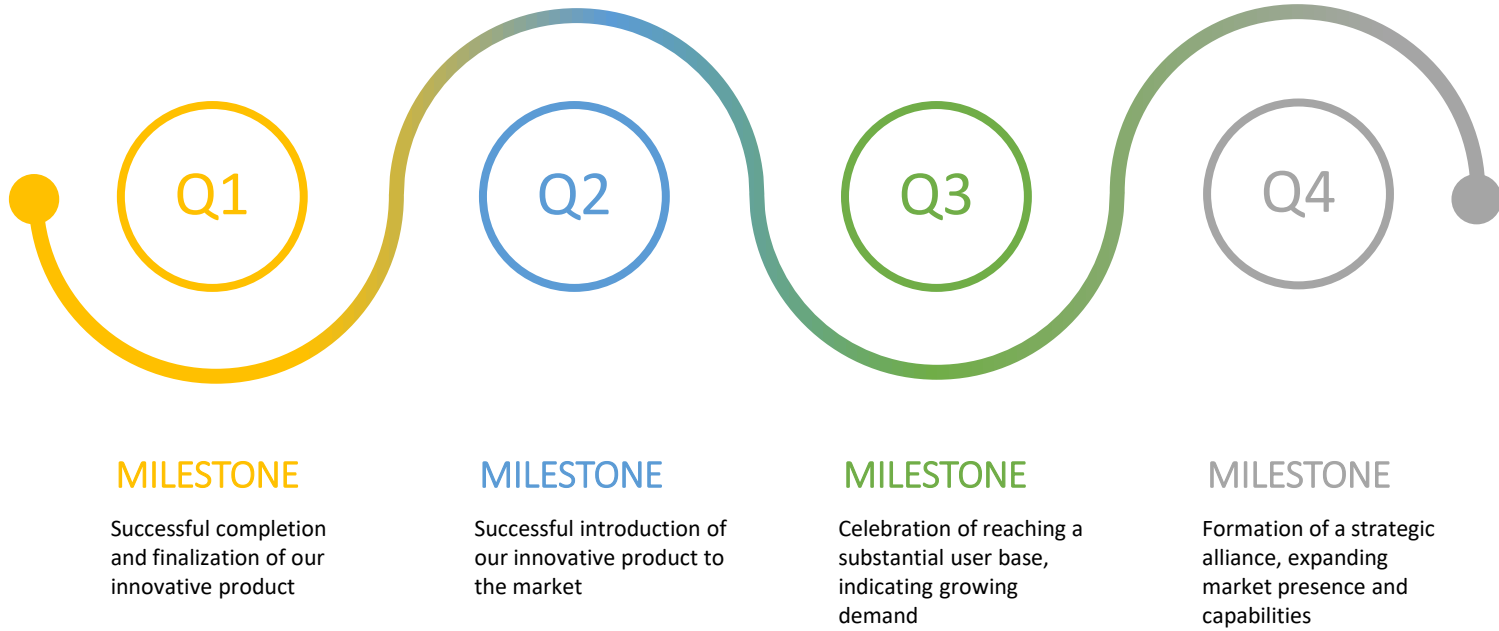 Q1
Q2
Q3
Q4
MILESTONE
Successful completion
and finalization of our
innovative product
MILESTONE
Successful introduction of
our innovative product to
the market
MILESTONE
Celebration of reaching a
substantial user base,
indicating growing
demand
MILESTONE
Formation of a strategic
alliance, expanding
market presence and
capabilities